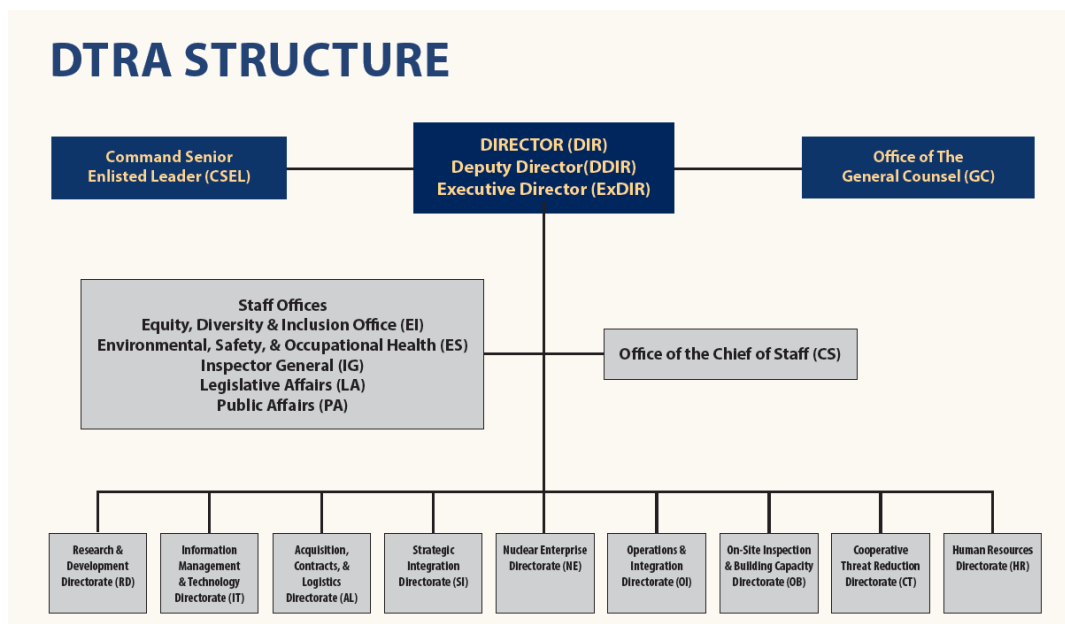 DTRA STRUCTURE
Command Senior
Enlisted Leader (CSEL)
DIRECTOR (DIR)
Deputy Director(DDIR)
Executive Director (ExDIR)
Office of The
General Counsel (GC)
Staff Offices
Equity, Diversity & Inclusion Office (EI)
Environmental, Safety, & Occupational Health (ES)
Inspector General (IG)
Legislative Affairs (LA)
Public Affairs (PA)
Office of the Chief of Staff (CS)
Research &
Development
Directorate (RD)
Information
Management
& Technology
Directorate (IT)
Acquisition,
Contracts, &
Logistics
Directorate (AL)
Strategic
Integration
Directorate (SI)
Nuclear Enterprise
Directorate (NE)
Operations &
Integration
Directorate (OI)
On-Site Inspection
& Building Capacity
Directorate (OB)
Cooperative
Threat Reduction
Directorate (CT)
Human Resources
Directorate (HR)